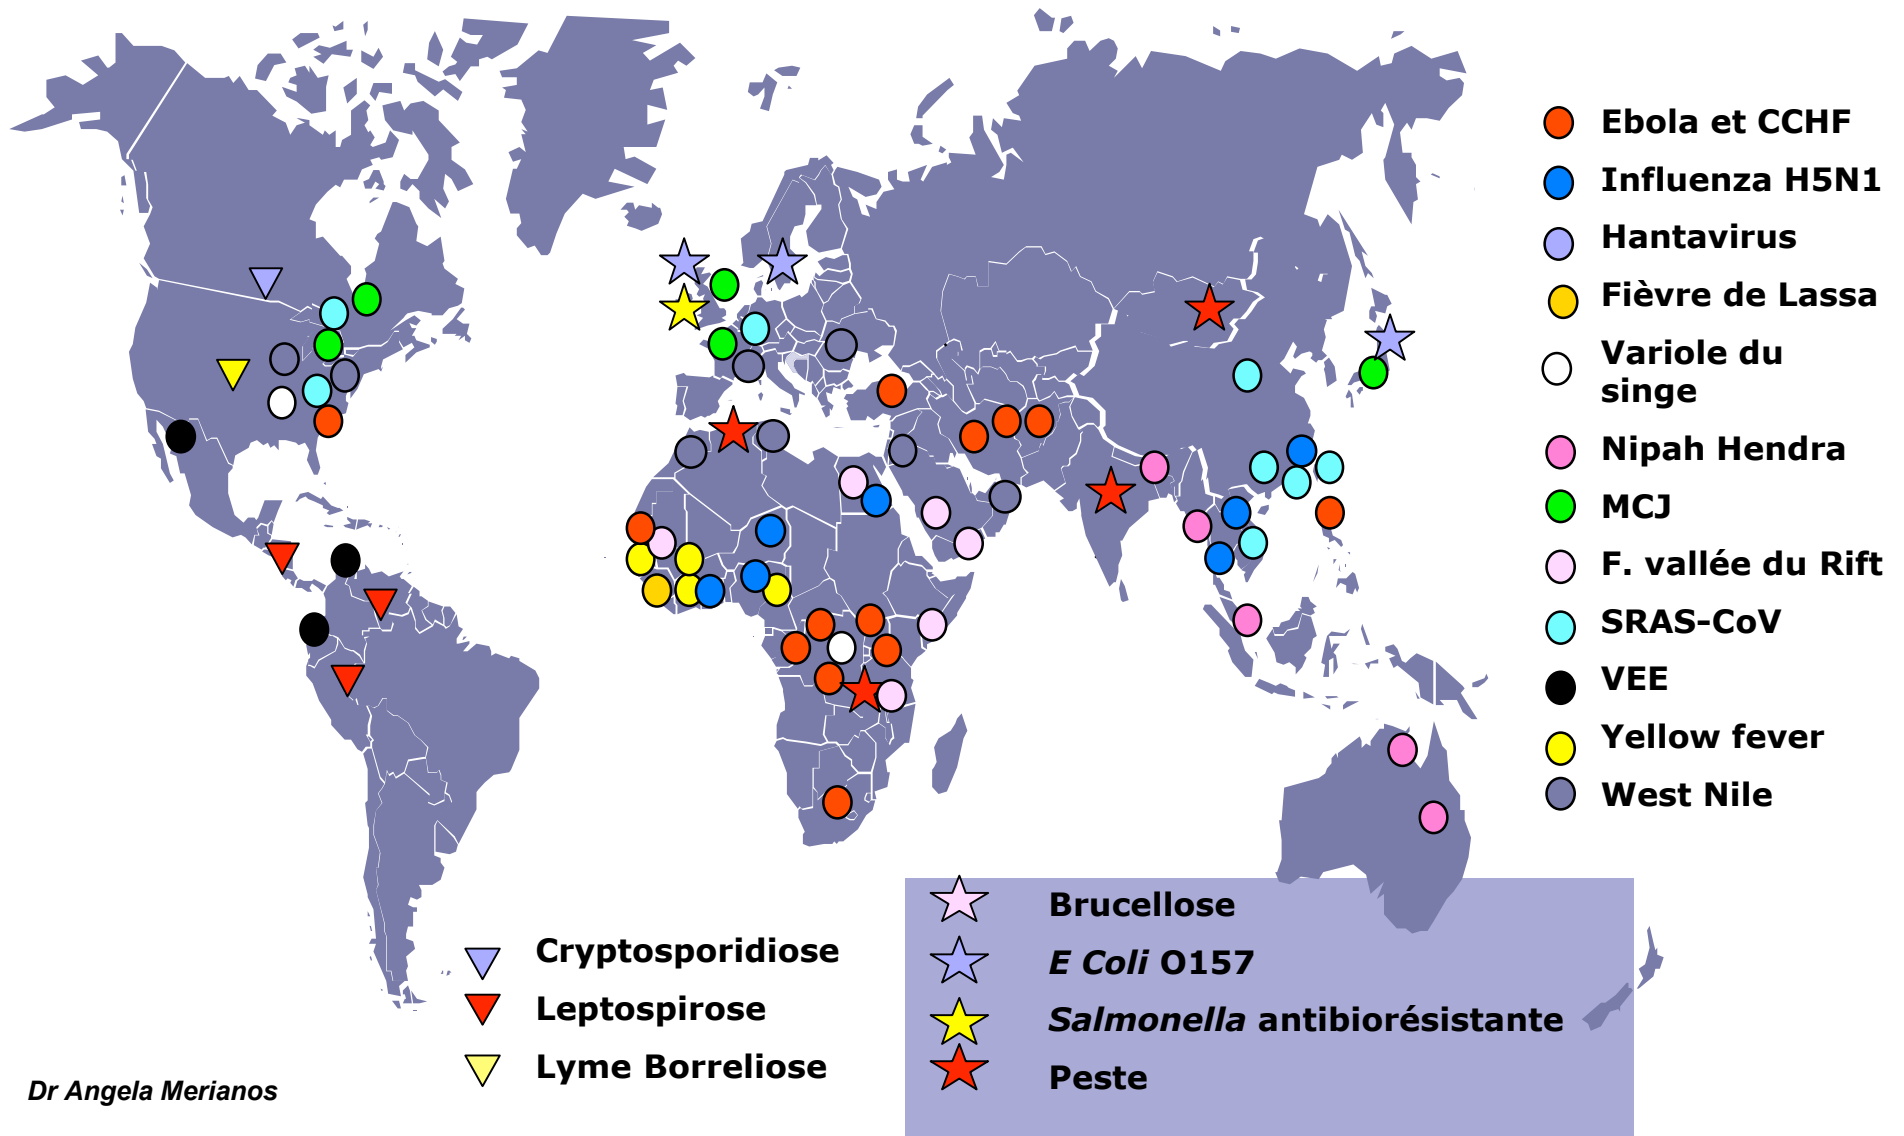 Ebola et CCHF
Influenza H5N1
Hantavirus
Fièvre de Lassa
Variole du
singe
Nipah Hendra
MCJ
F. vallée du Rift
SRAS-CoV
VEE
Yellow fever
West Nile
Brucellose
E Coli O157
Salmonella antibiorésistante
Peste
Cryptosporidiose
Leptospirose
Lyme Borreliose
Dr Angela Merianos